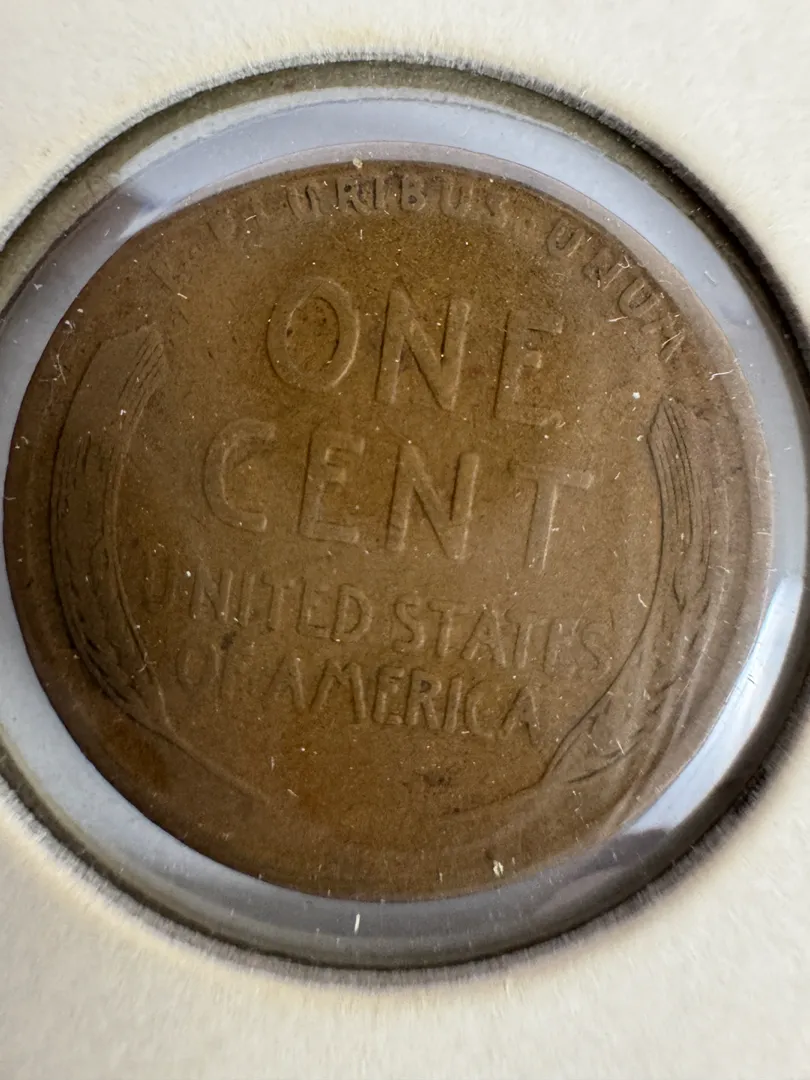 E·PLURIBUS·UNUM
ONE
CENT
UNITED STATES
OF AMERICA